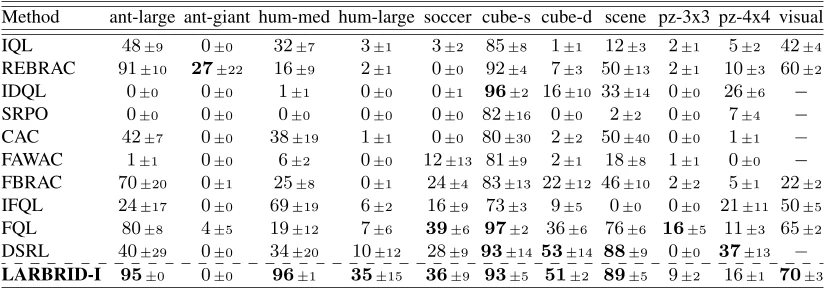 Method ant-large ant-giant hum-med hum-large soccer cube-s cube-d scene pz-3x3 pz-4x4 visual
IQL 48 ±9 0 ±0 32 ±7 3 ±1 3 ±2 85 ±8 1 ±1 12 ±3 2 ±1 5 ±2 42 ±4
REBRAC 91 ±10 27 ±22 16 ±9 2 ±1 0 ±0 92 ±4 7 ±3 50 ±13 2 ±1 10 ±3 60 ±2
IDQL 0 ±0 0 ±0 1 ±1 0 ±0 0 ±1 96 ±2 16 ±10 33 ±14 0 ±0 26 ±6 −
SRPO 0 ±0 0 ±0 0 ±0 0 ±0 0 ±0 82 ±16 0 ±0 2 ±2 0 ±0 7 ±4 −
CAC 42 ±7 0 ±0 38 ±19 1 ±1 0 ±0 80 ±30 2 ±2 50 ±40 0 ±0 1 ±1 −
FAWAC 1 ±1 0 ±0 6 ±2 0 ±0 12 ±13 81 ±9 2 ±1 18 ±8 1 ±1 0 ±0 −
FBRAC 70 ±20 0 ±1 25 ±8 0 ±1 24 ±4 83 ±13 22 ±12 46 ±10 2 ±2 5 ±1 22 ±2
IFQL 24 ±17 0 ±0 69 ±19 6 ±2 16 ±9 73 ±3 9 ±5 0 ±0 0 ±0 21 ±11 50 ±5
FQL 80 ±8 4 ±5 19 ±12 7 ±6 39 ±6 97 ±2 36 ±6 76 ±6 16 ±5 11 ±3 65 ±2
DSRL 40 ±29 0 ±0 34 ±20 10 ±12 28 ±9 93 ±14 53 ±14 88 ±9 0 ±0 37 ±13 −
LARBRID-I 95 ±0 0 ±0 96 ±1 35 ±15 36 ±9 93 ±5 51 ±2 89 ±5 9 ±2 16 ±1 70 ±3